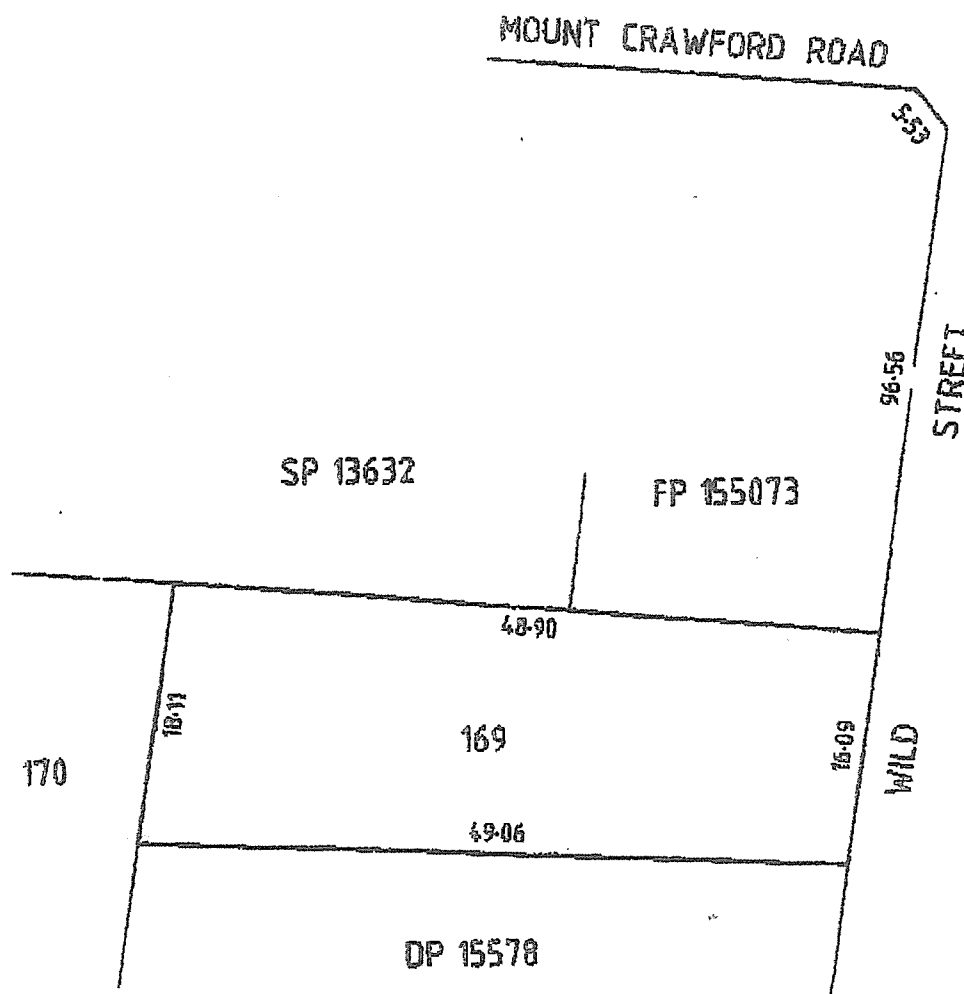 MOUNT CRAWFORD ROAD
5·53
96·56
STREET
SP 13632
FP 155073
48·90
18·11
169
16·09
WILD
170
49·06
DP 15578